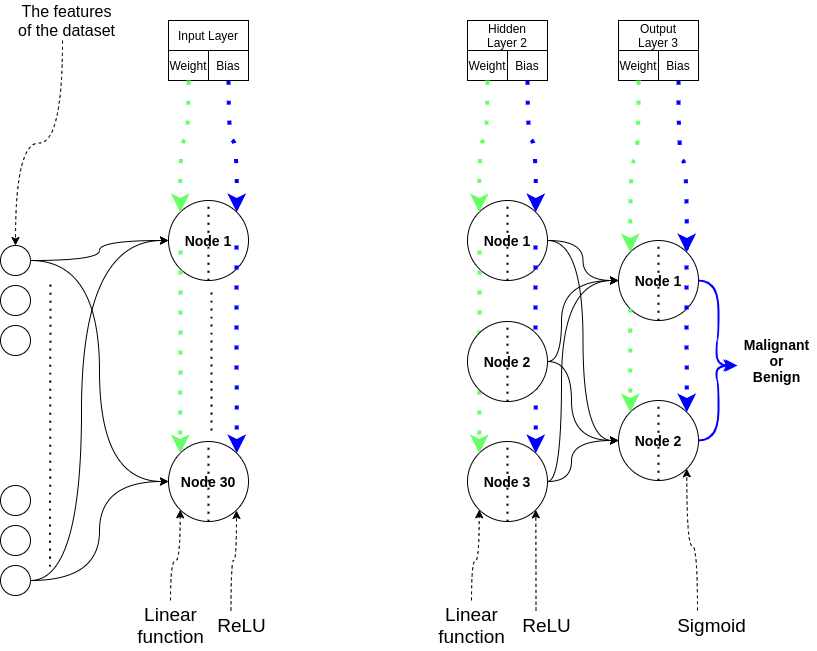 The features
of the dataset
Input Layer
Weight
Bias
Hidden
Layer 2
Weight
Bias
Output
Layer 3
Weight
Bias
Node 1
Node 30
Node 1
Node 2
Node 3
Node 1
Node 2
Malignant
or
Benign
Linear
function
ReLU
Linear
function
ReLU
Sigmoid